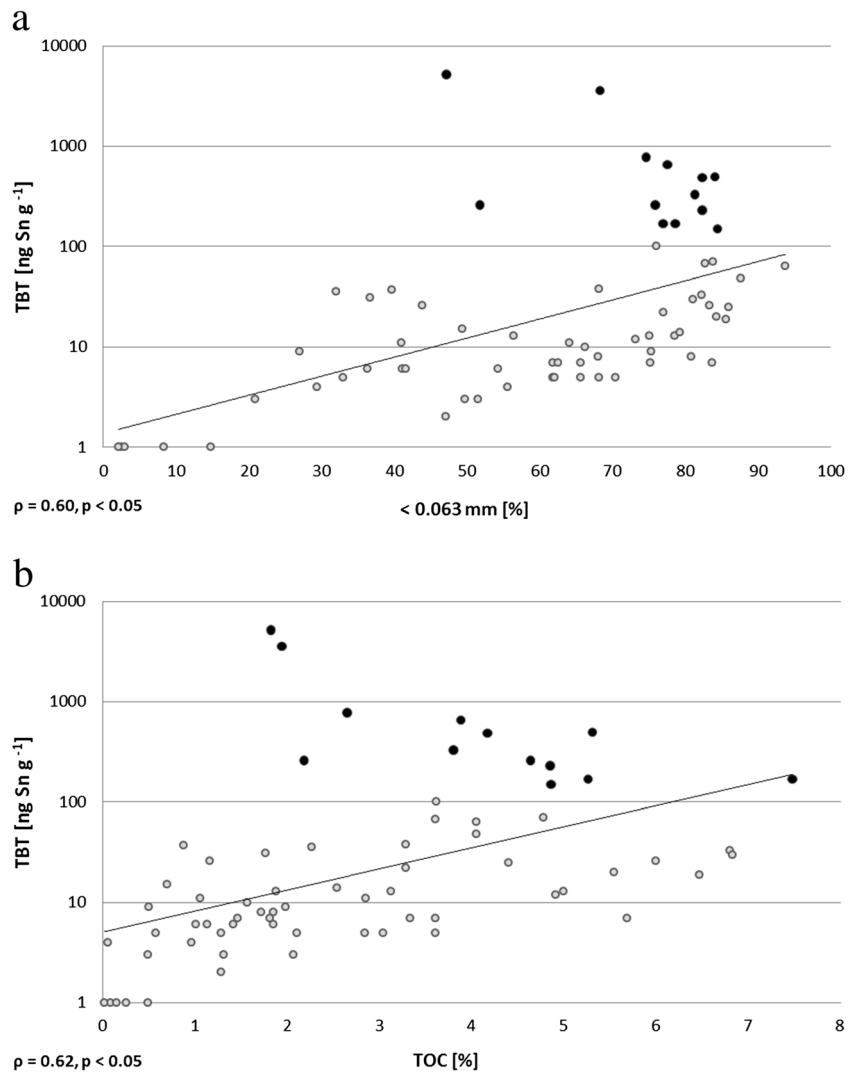 a
10000
1000
100
10
1
TBT [ng Sn g⁻¹]
0 10 20 30 40 50 60 70 80 90 100
ρ = 0.60, p < 0.05
< 0.063 mm [%]
b
10000
1000
100
10
1
TBT [ng Sn g⁻¹]
0 1 2 3 4 5 6 7 8
ρ = 0.62, p < 0.05
TOC [%]